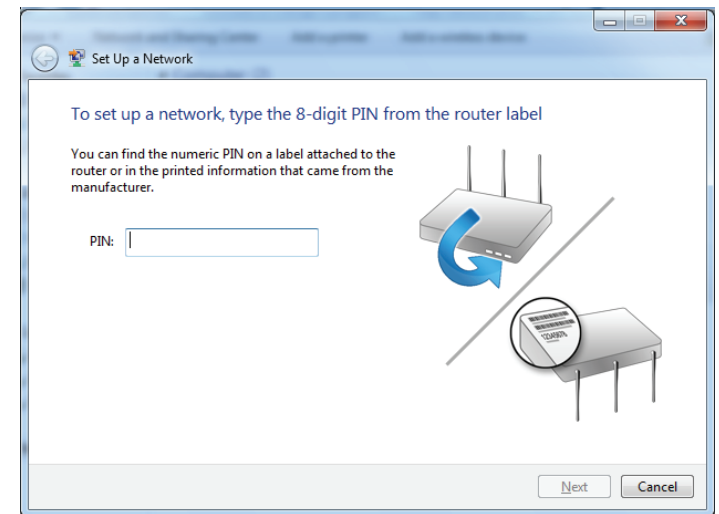 Set Up a Network
To set up a network, type the 8-digit PIN from the router label
You can find the numeric PIN on a label attached to the
router or in the printed information that came from the
manufacturer.
PIN:
12345678
Next
Cancel